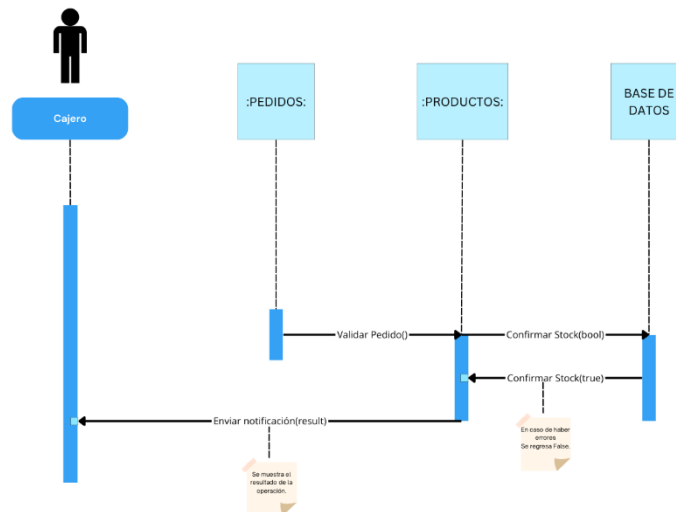 Cajero
:PEDIDOS:
:PRODUCTOS:
BASE DE
DATOS
Validar Pedido()
Confirmar Stock(bool)
Confirmar Stock(true)
Enviar notificación(result)
En caso de haber
errores
Se regresa False.
Se muestra el
resultado de la
operación.